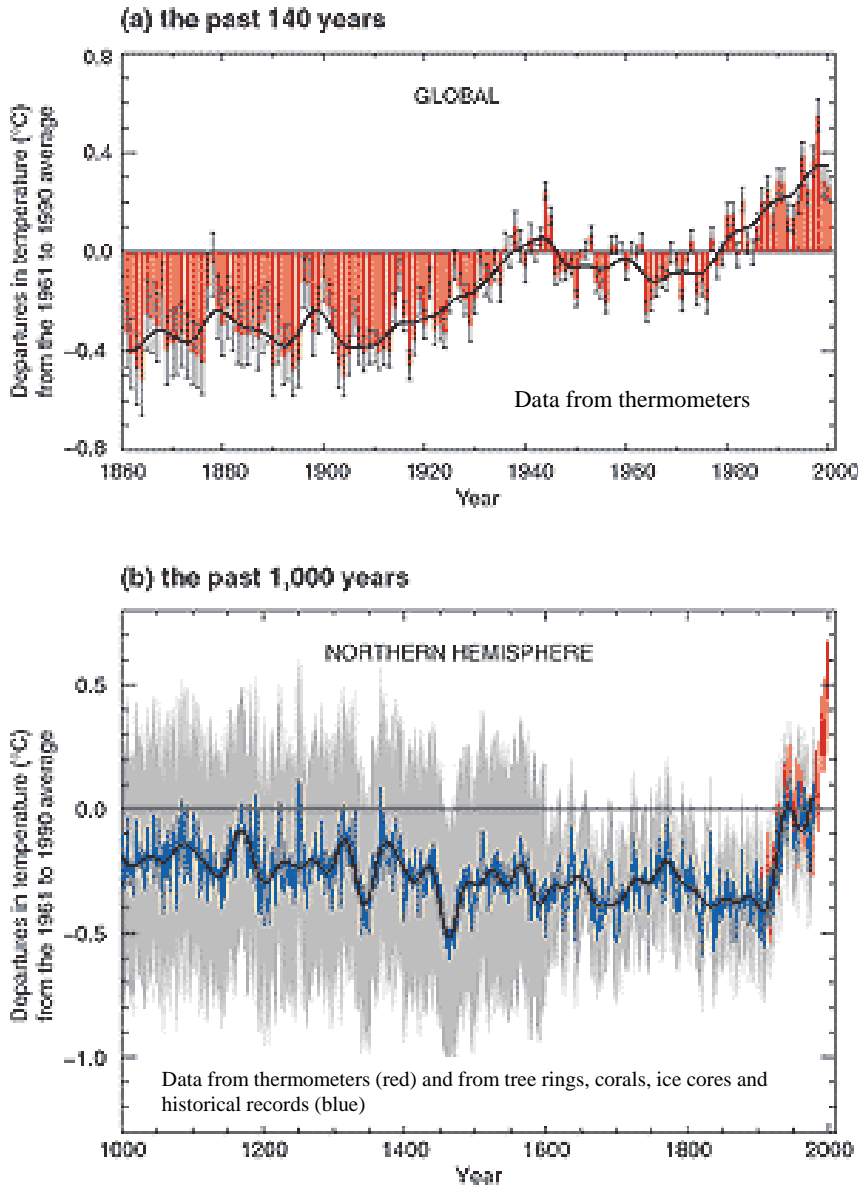 (a) the past 140 years
Departures in temperature (°C)
from the 1961 to 1990 average
0.8
0.4
0.0
−0.4
−0.8
GLOBAL
Data from thermometers
1860
1880
1900
1920
1940
1960
1980
2000
Year
(b) the past 1,000 years
Departures in temperature (°C)
from the 1961 to 1990 average
0.5
0.0
−0.5
−1.0
NORTHERN HEMISPHERE
Data from thermometers (red) and from tree rings, corals, ice cores and
historical records (blue)
1000
1200
1400
1600
1800
2000
Year